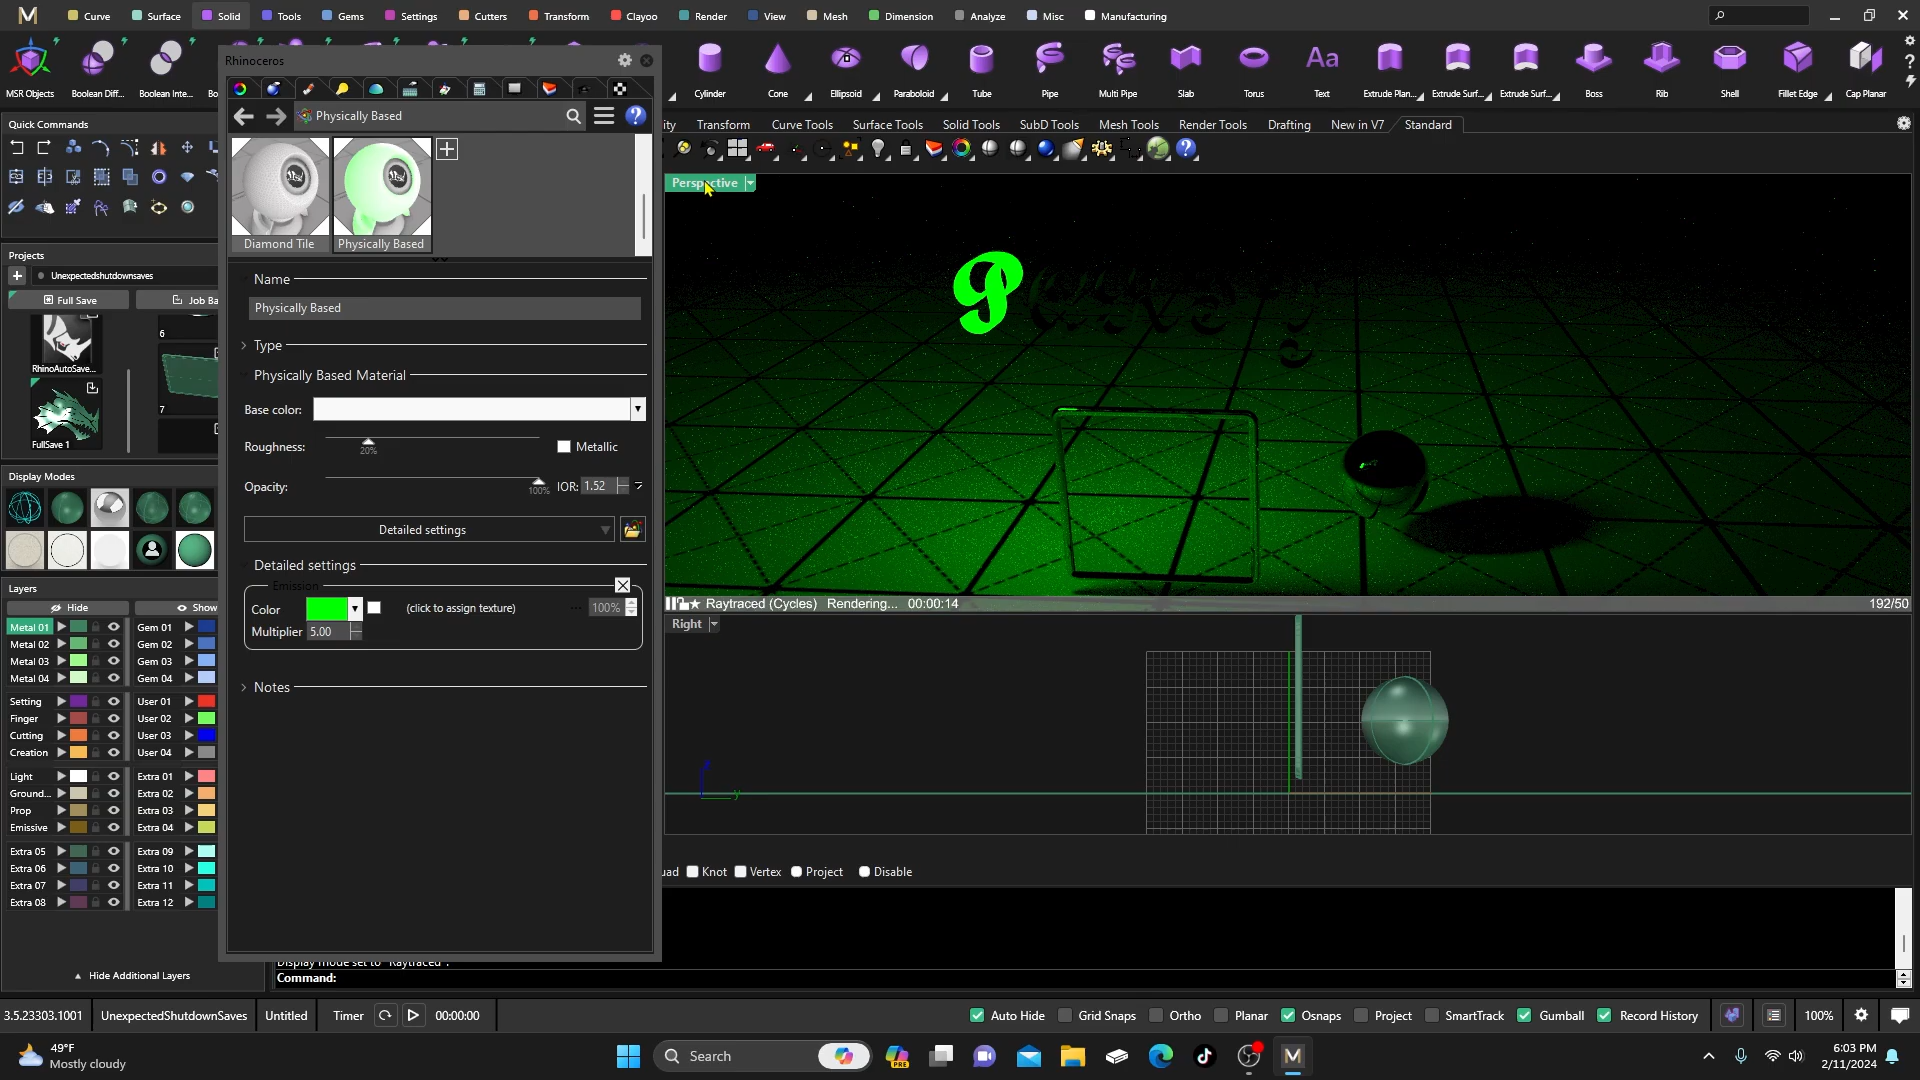 Curve Surface Solid Tools Gems Settings Cutters Transform Clayoo Render View Mesh Dimension Analyze Misc Manufacturing
MSR Objects Boolean Diff... Boolean Inte... Cylinder Cone Ellipsoid Paraboloid Tube Pipe Multi Pipe Slab Torus Text Extrude Plan... Extrude Surf... Extrude Surf... Boss Rib Shell Fillet Edge Cap Planar
Rhinoceros
Physically Based
Quick Commands
Transform Curve Tools Surface Tools Solid Tools SubD Tools Mesh Tools Render Tools Drafting New in V7 Standard
Perspective
Diamond Tile Physically Based
Projects
Unexpectedshutdownsaves
Full Save Job Ba
6
RhinoAutoSave...
7
FullSave 1
Name
Physically Based
Type
Physically Based Material
Base color:
Roughness: 20% Metallic
Opacity: 100% IOR: 1.52
Detailed settings
Detailed settings
Emission
Color (click to assign texture) 100%
Multiplier 5.00
Notes
Display Modes
Layers
Hide Show
Metal 01 Gem 01
Metal 02 Gem 02
Metal 03 Gem 03
Metal 04 Gem 04
Setting User 01
Finger User 02
Cutting User 03
Creation User 04
Light Extra 01
Ground... Extra 02
Prop Extra 03
Emissive Extra 04
Extra 05 Extra 09
Extra 06 Extra 10
Extra 07 Extra 11
Extra 08 Extra 12
Hide Additional Layers
Raytraced (Cycles) Rendering... 00:00:14 192/50
Right
y
Knot Vertex Project Disable
Display mode set to "Raytraced".
Command:
3.5.23303.1001 UnexpectedShutdownSaves Untitled Timer 00:00:00 Auto Hide Grid Snaps Ortho Planar Osnaps Project SmartTrack Gumball Record History 100%
49°F
Mostly cloudy
Search
PRE
6:03 PM
2/11/2024